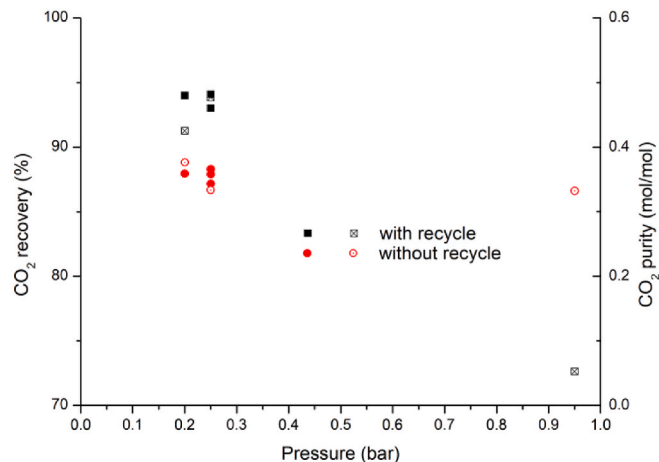 100
90
80
70
CO₂ recovery (%)
0.6
0.4
0.2
0.0
CO₂ purity (mol/mol)
with recycle
without recycle
0.0 0.1 0.2 0.3 0.4 0.5 0.6 0.7 0.8 0.9 1.0
Pressure (bar)